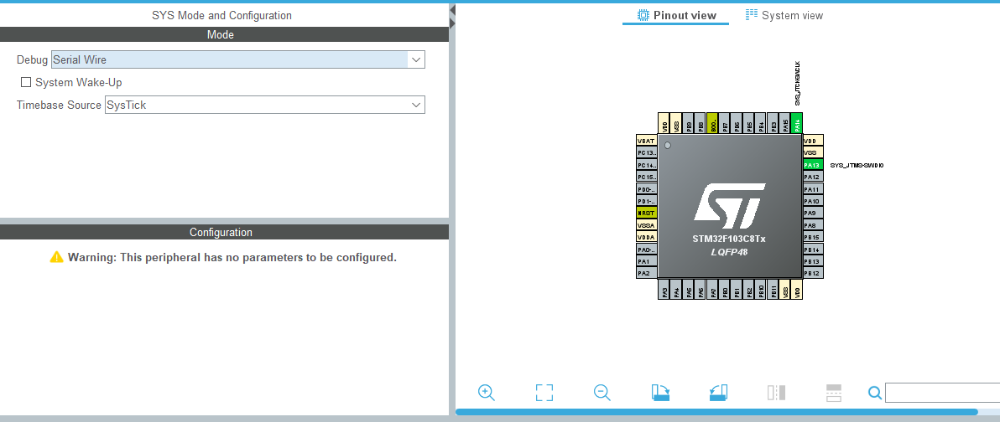 SYS Mode and Configuration
Mode
Debug Serial Wire
System Wake-Up
Timebase Source SysTick
Configuration
Warning: This peripheral has no parameters to be configured.
Pinout view
System view
SYS_JTCK-SWCLK
VDD VSS PB9 PB8 BOO.. PB7 PB6 PB5 PB4 PB3 PA15 PA14
VBAT
PC13..
PC14..
PC15..
PD0-..
PD1-..
NRST
VSSA
VDDA
PA0-..
PA1
PA2
ST
STM32F103C8Tx
LQFP48
VDD
VSS
PA13 SYS_JTMS-SWDIO
PA12
PA11
PA10
PA9
PA8
PB15
PB14
PB13
PB12
PA3 PA4 PA5 PA6 PA7 PB0 PB1 PB2 PB10 PB11 VSS VDD